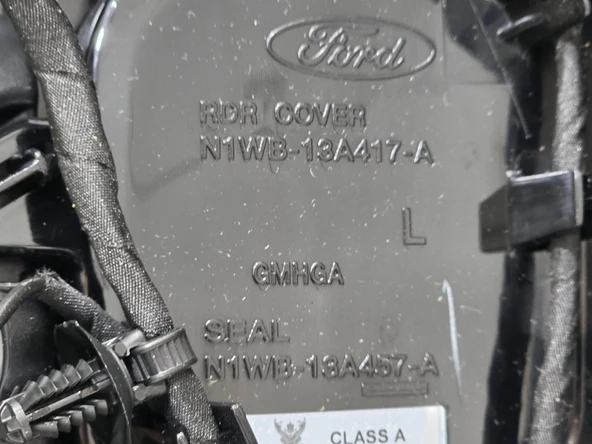 Ford
RDR COVER
N1WB-13A417-A
L
GMHGA
SEAL
N1WB-13A457-A
CLASS A